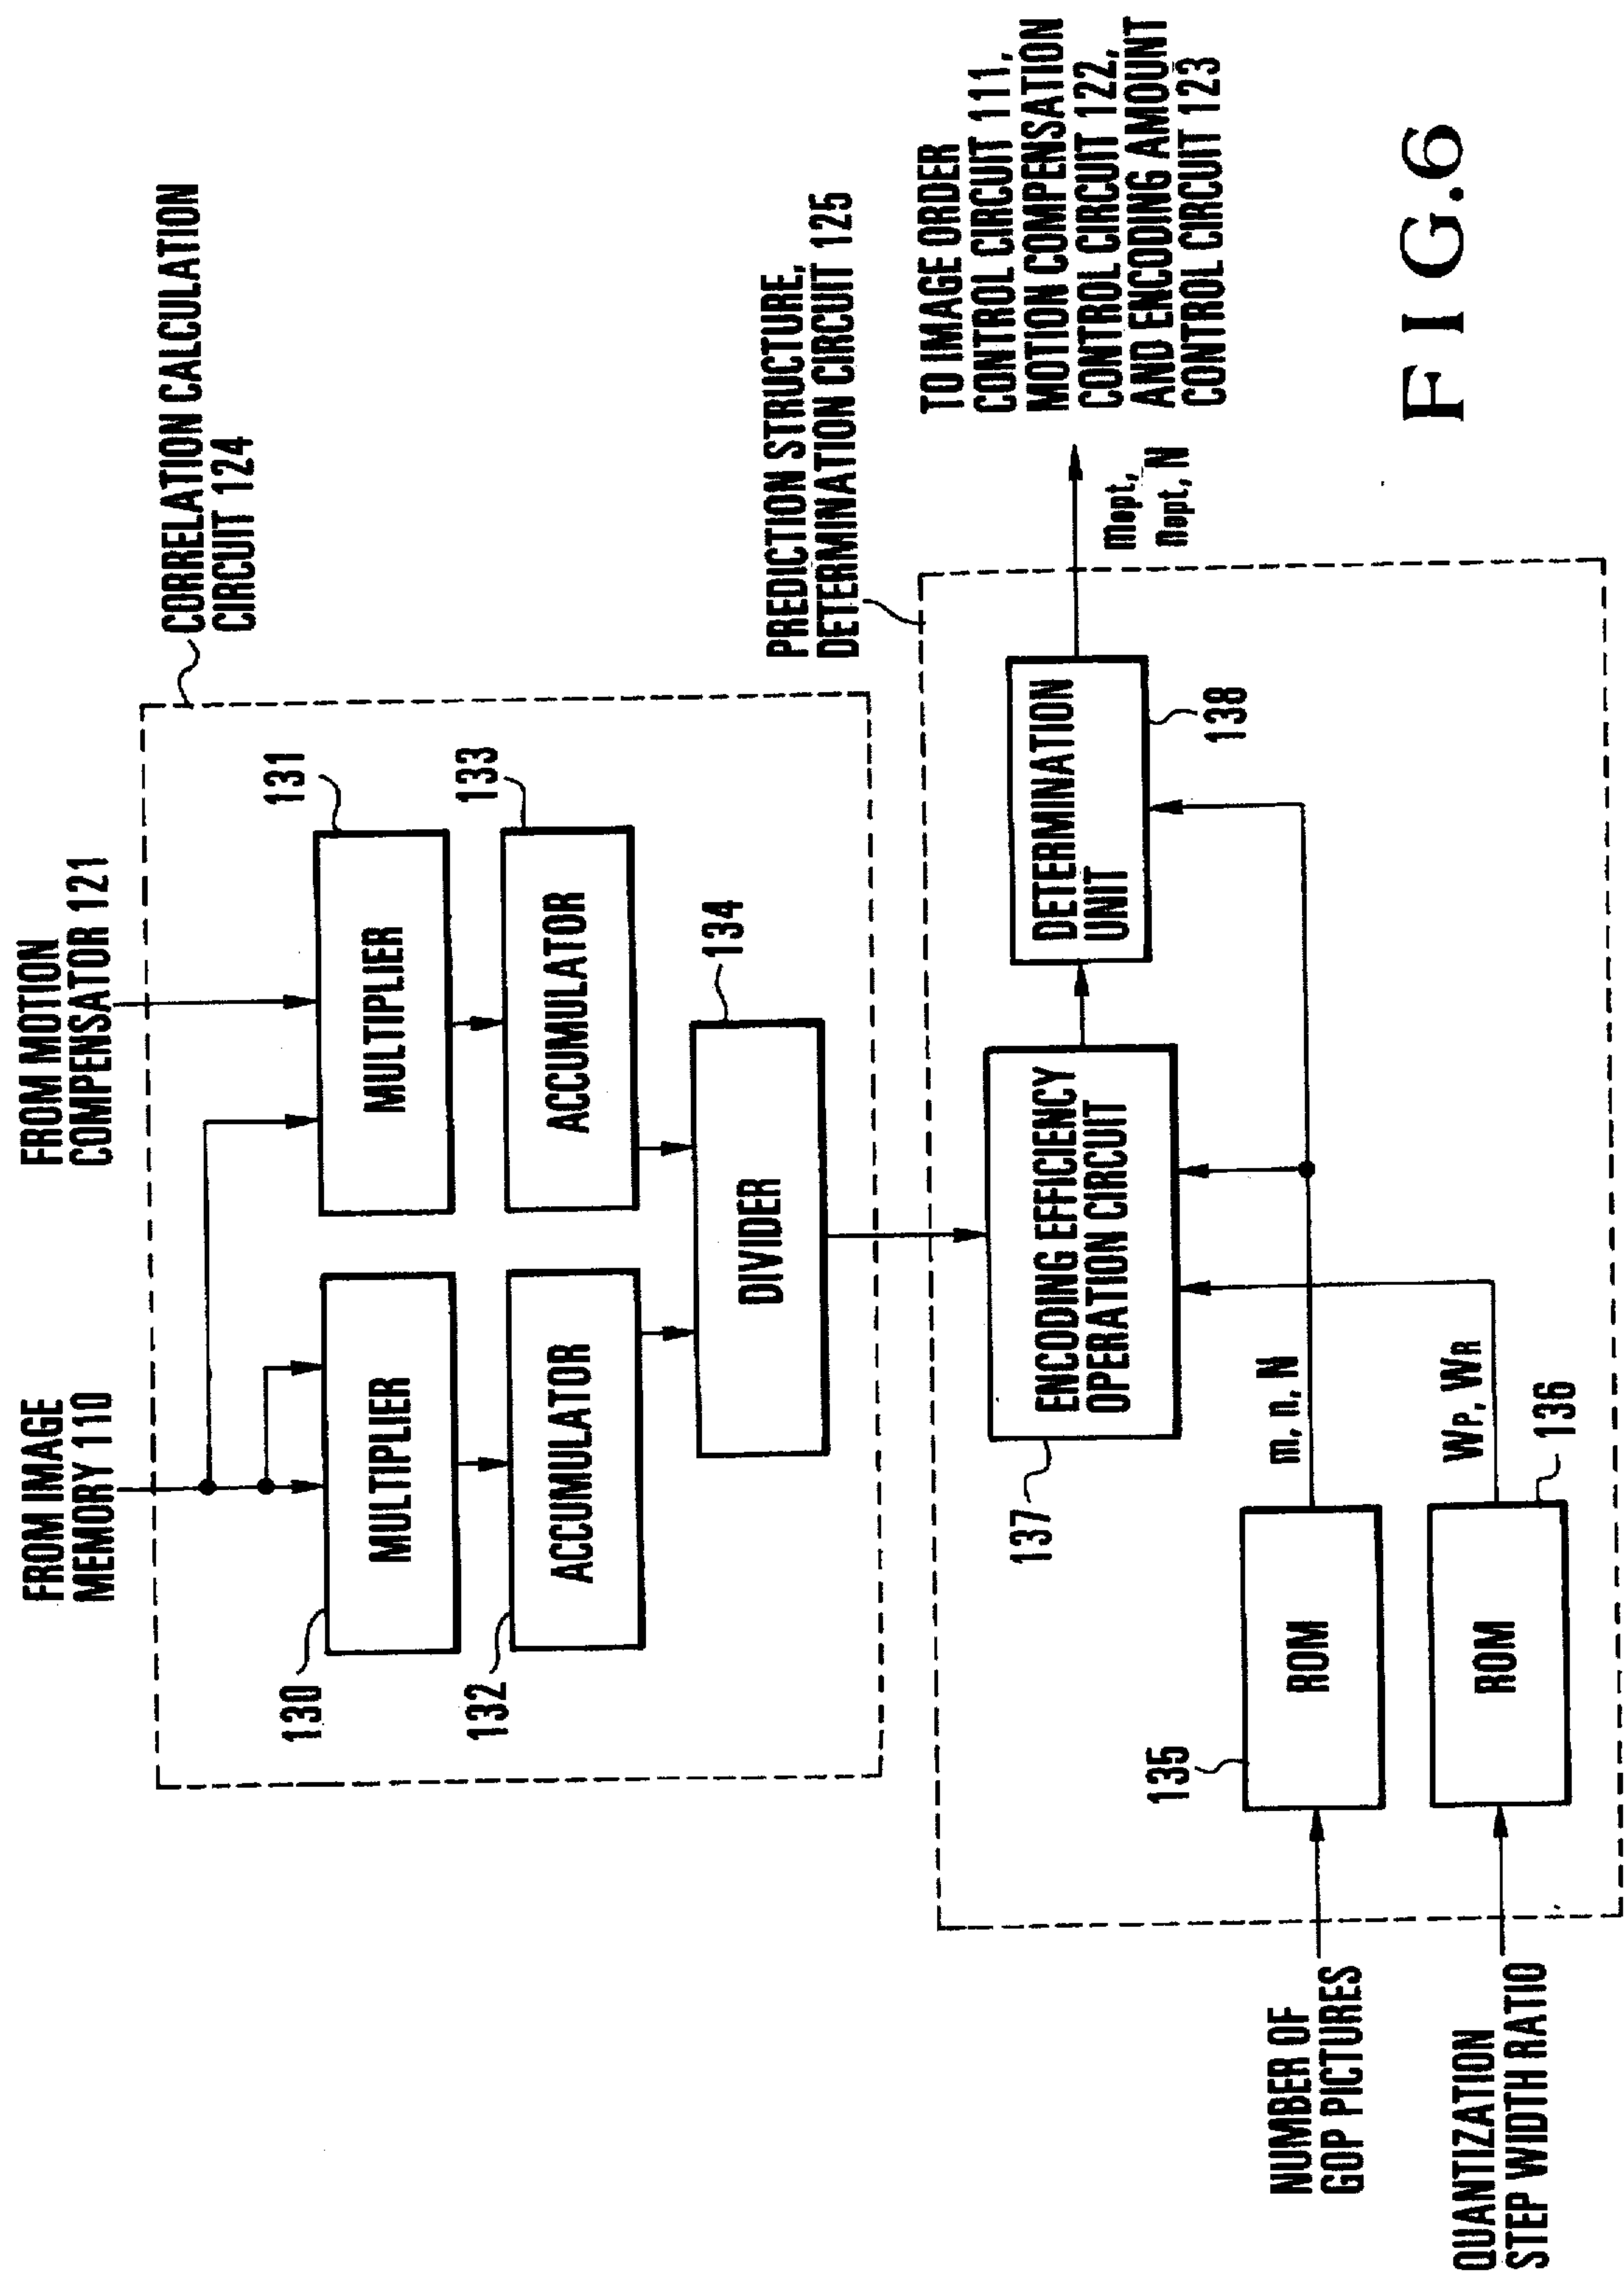 FROM IMAGE
MEMORY 110
FROM MOTION
COMPENSATOR 121
CORRELATION CALCULATION
CIRCUIT 124
130
MULTIPLIER
131
MULTIPLIER
132
ACCUMULATOR
133
ACCUMULATOR
134
DIVIDER
PREDICTION STRUCTURE,
DETERMINATION CIRCUIT 125
137
ENCODING EFFICIENCY
OPERATION CIRCUIT
DETERMINATION
UNIT
138
mopt,
nopt, N
TO IMAGE ORDER
CONTROL CIRCUIT 111,
MOTION COMPENSATION
CONTROL CIRCUIT 122,
AND ENCODING AMOUNT
CONTROL CIRCUIT 123
NUMBER OF
GOP PICTURES
135
ROM
m, n, N
QUANTIZATION
STEP WIDTH RATIO
ROM
136
WP, WR
FIG.6